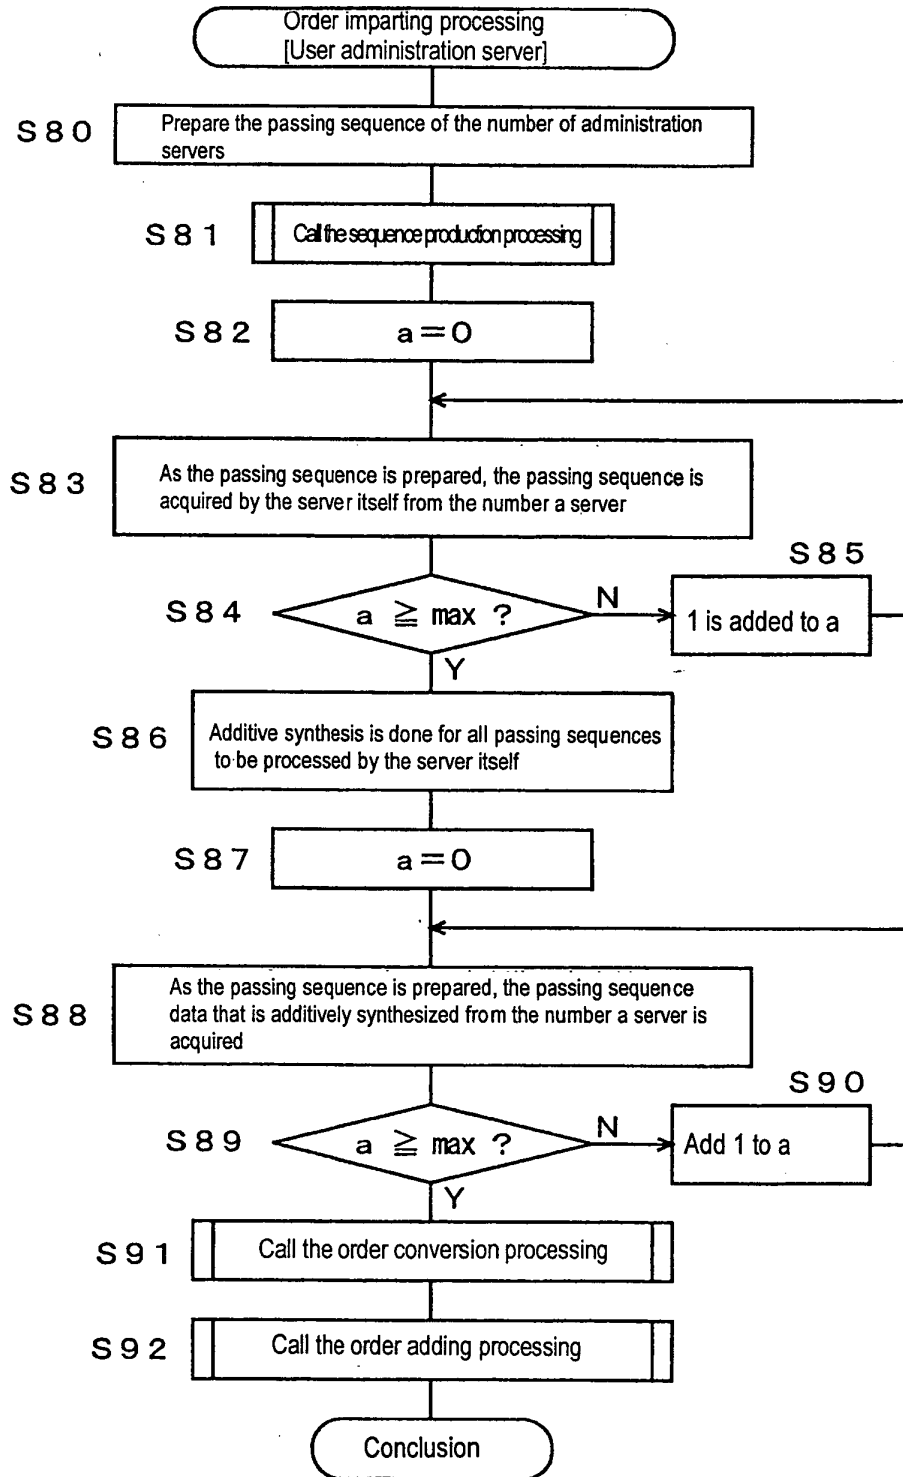 Order imparting processing
[User administration server]
S80
Prepare the passing sequence of the number of administration
servers
S81
Call the sequence production processing
S82
a=0
S83
As the passing sequence is prepared, the passing sequence is
acquired by the server itself from the number a server
S85
S84
a ≧ max ?
N
1 is added to a
Y
S86
Additive synthesis is done for all passing sequences
to be processed by the server itself
S87
a=0
S88
As the passing sequence is prepared, the passing sequence
data that is additively synthesized from the number a server is
acquired
S90
S89
a ≧ max ?
N
Add 1 to a
Y
S91
Call the order conversion processing
S92
Call the order adding processing
Conclusion